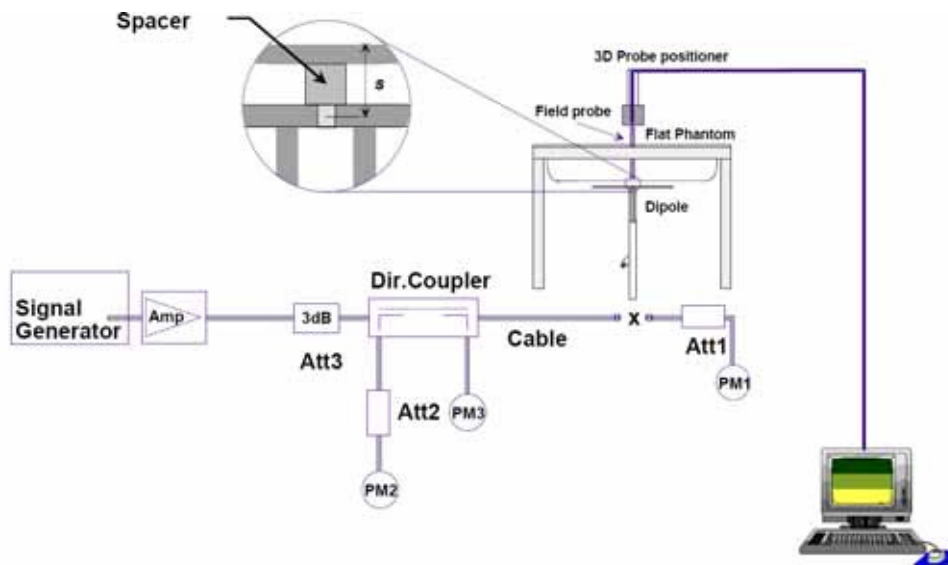 Spacer
s
3D Probe positioner
Field probe
Flat Phantom
Dipole
Dir.Coupler
Signal
Generator
Amp
3dB
Cable
x
Att3
Att1
PM1
Att2
PM3
PM2